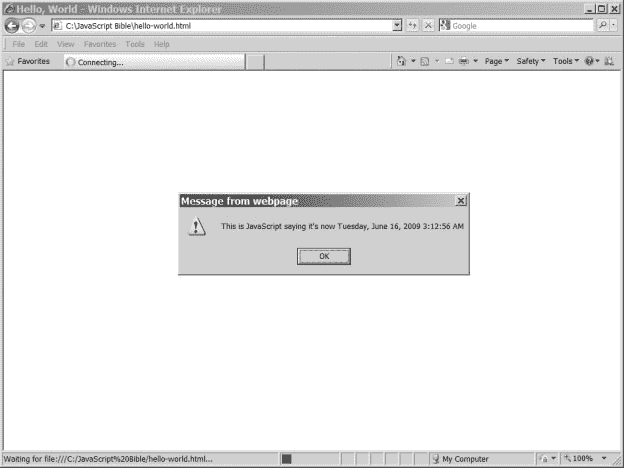 Hello, World - Windows Internet Explorer
C:\JavaScript Bible\hello-world.html
Google
File Edit View Favorites Tools Help
Favorites
Connecting...
Page Safety Tools
Message from webpage
This is JavaScript saying it's now Tuesday, June 16, 2009 3:12:56 AM
OK
Waiting for file:///C:/JavaScript%20Bible/hello-world.html...
My Computer
100%